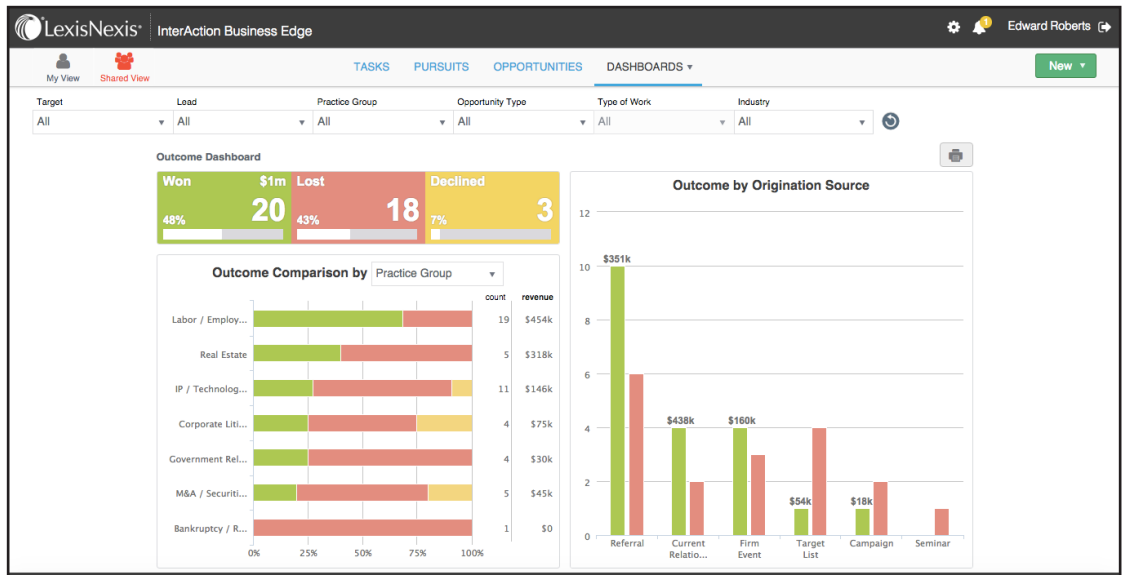 LexisNexis® InterAction Business Edge
2 Edward Roberts
My View Shared View TASKS PURSUITS OPPORTUNITIES DASHBOARDS New
Target Lead Practice Group Opportunity Type Type of Work Industry
All All All All All All
Outcome Dashboard
Won $1m
20
48%
Lost
18
43%
Declined
3
7%
Outcome Comparison by Practice Group
count revenue
Labor / Employ... 19 $454k
Real Estate 5 $318k
IP / Technolog... 11 $146k
Corporate Liti... 4 $75k
Government Rel... 4 $30k
M&A / Securiti... 5 $45k
Bankruptcy / R... 1 $0
0% 25% 50% 75% 100%
Outcome by Origination Source
12
10
8
6
4
2
0
$351k
$438k
$160k
$54k
$18k
Referral Current Firm Target Campaign Seminar
Relatio... Event List